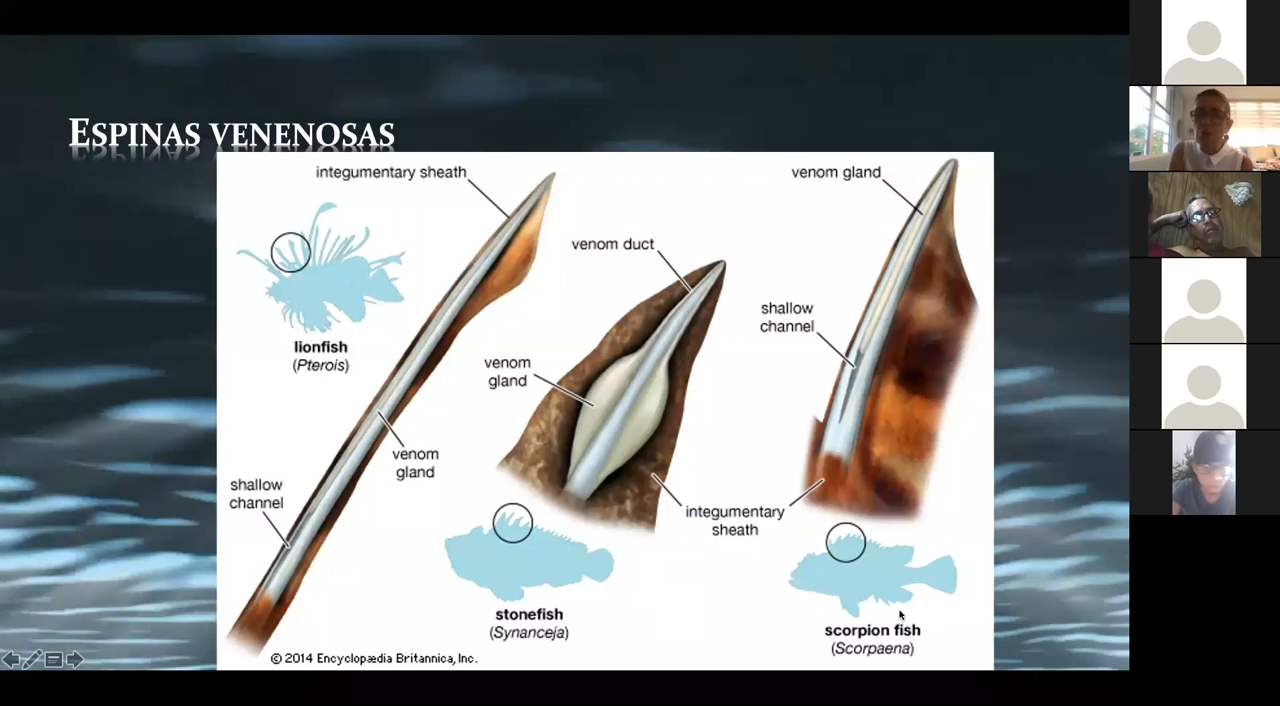 ESPINAS VENENOSAS
integumentary sheath
venom gland
venom duct
lionfish
(Pterois)
shallow
channel
venom
gland
venom
gland
shallow
channel
integumentary
sheath
stonefish
(Synanceja)
scorpion fish
(Scorpaena)
© 2014 Encyclopædia Britannica, Inc.